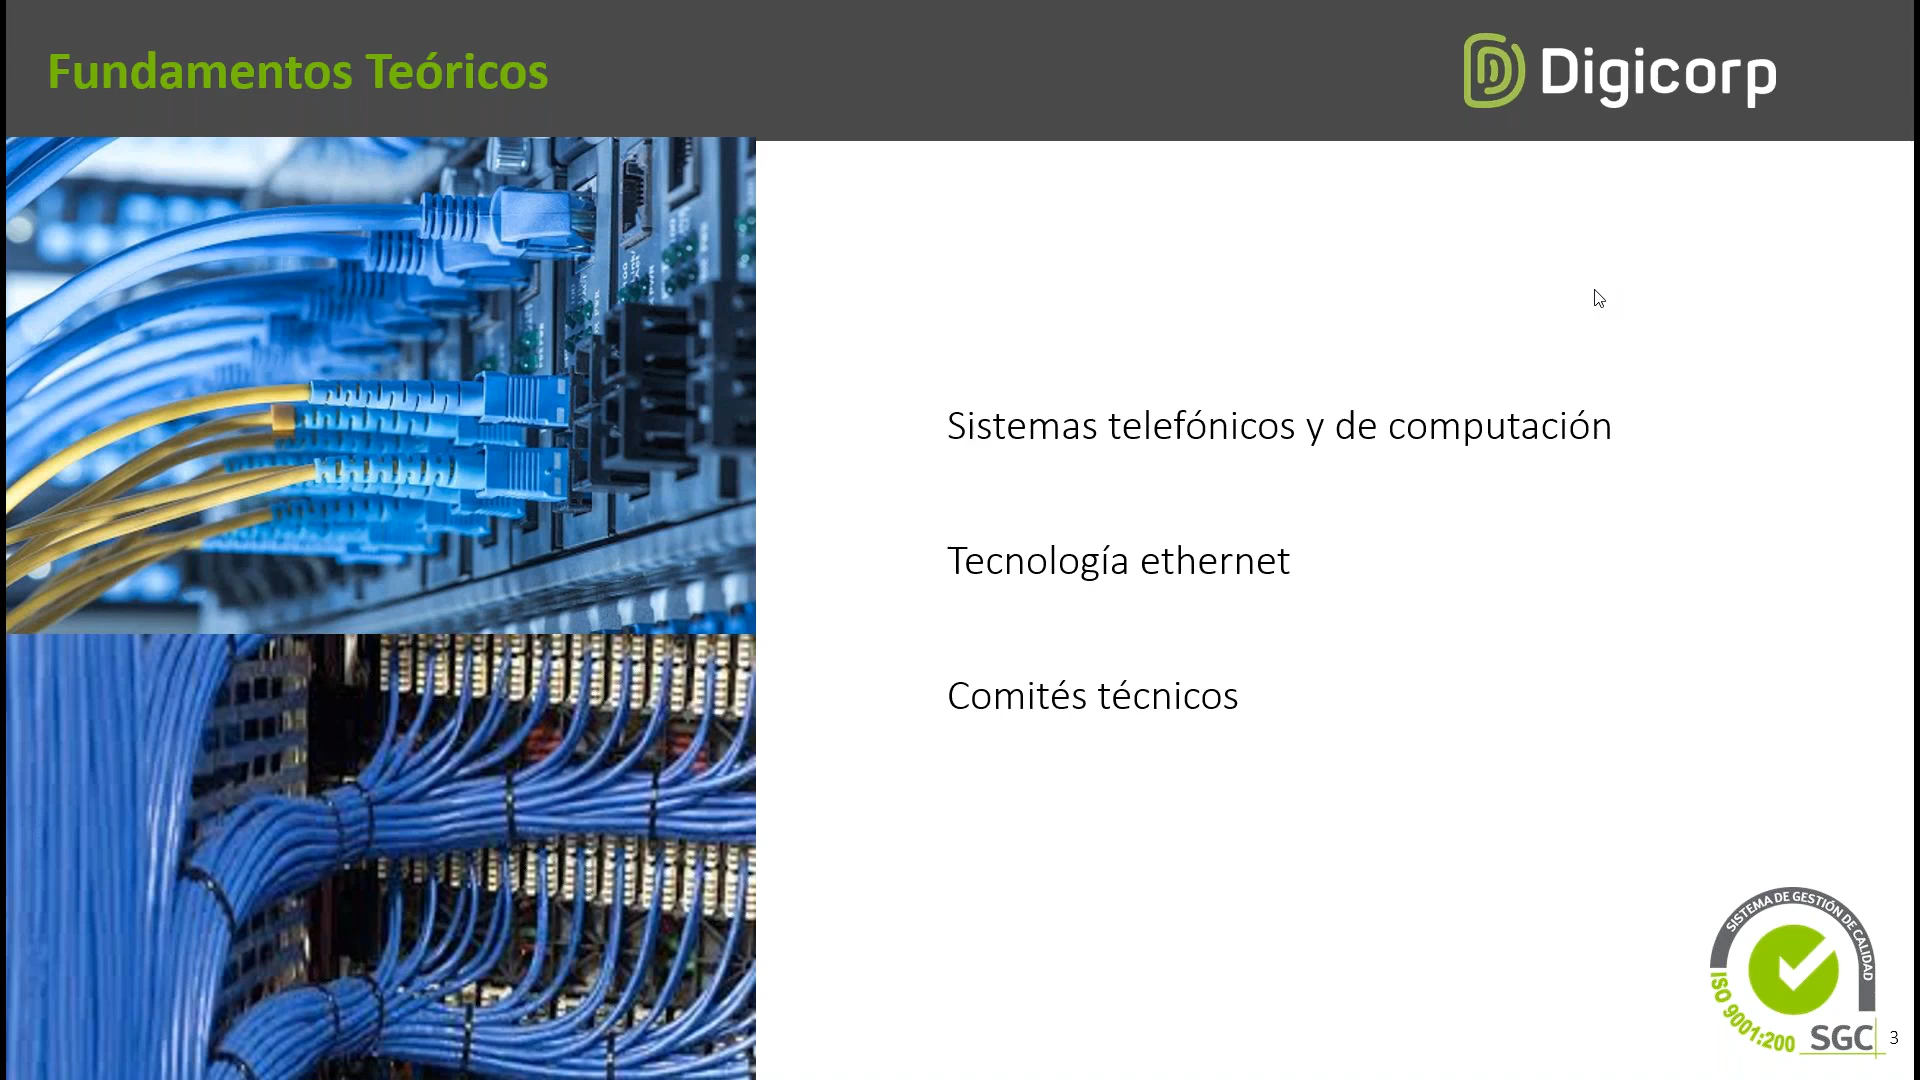 Fundamentos Teóricos
Digicorp
Sistemas telefónicos y de computación
Tecnología ethernet
Comités técnicos
SISTEMA DE GESTIÓN DE CALIDAD
ISO 9001:200
SGC
3